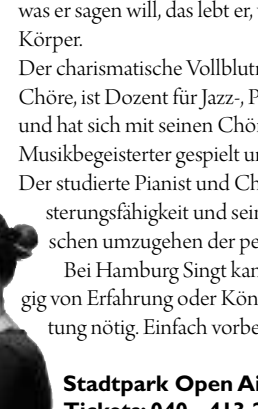 was er sagen will, das lebt er,
Körper.
Der charismatische Vollblutm
Chöre, ist Dozent für Jazz-, P
und hat sich mit seinen Chör
Musikbegeisterter gespielt u
Der studierte Pianist und Ch
sterungsfähigkeit und sein
schen umzugehen der pe
Bei Hamburg Singt kan
gig von Erfahrung oder Kön
tung nötig. Einfach vorbe
Stadtpark Open Ai
Tickets: 040 – 413 2